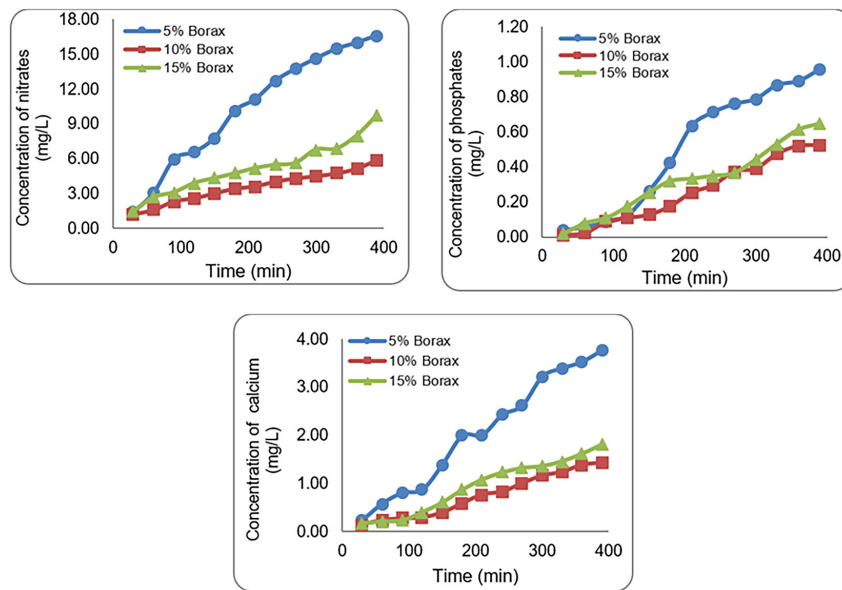 18.00
15.00
12.00
9.00
6.00
3.00
0.00
0
100
200
300
400
5% Borax
10% Borax
15% Borax
Concentration of nitrates
(mg/L)
Time (min)
1.20
1.00
0.80
0.60
0.40
0.20
0.00
0
100
200
300
400
5% Borax
10% Borax
15% Borax
Concentration of phosphates
(mg/L)
Time (min)
4.00
3.00
2.00
1.00
0.00
0
100
200
300
400
5% Borax
10% Borax
15% Borax
Concentration of calcium
(mg/L)
Time (min)